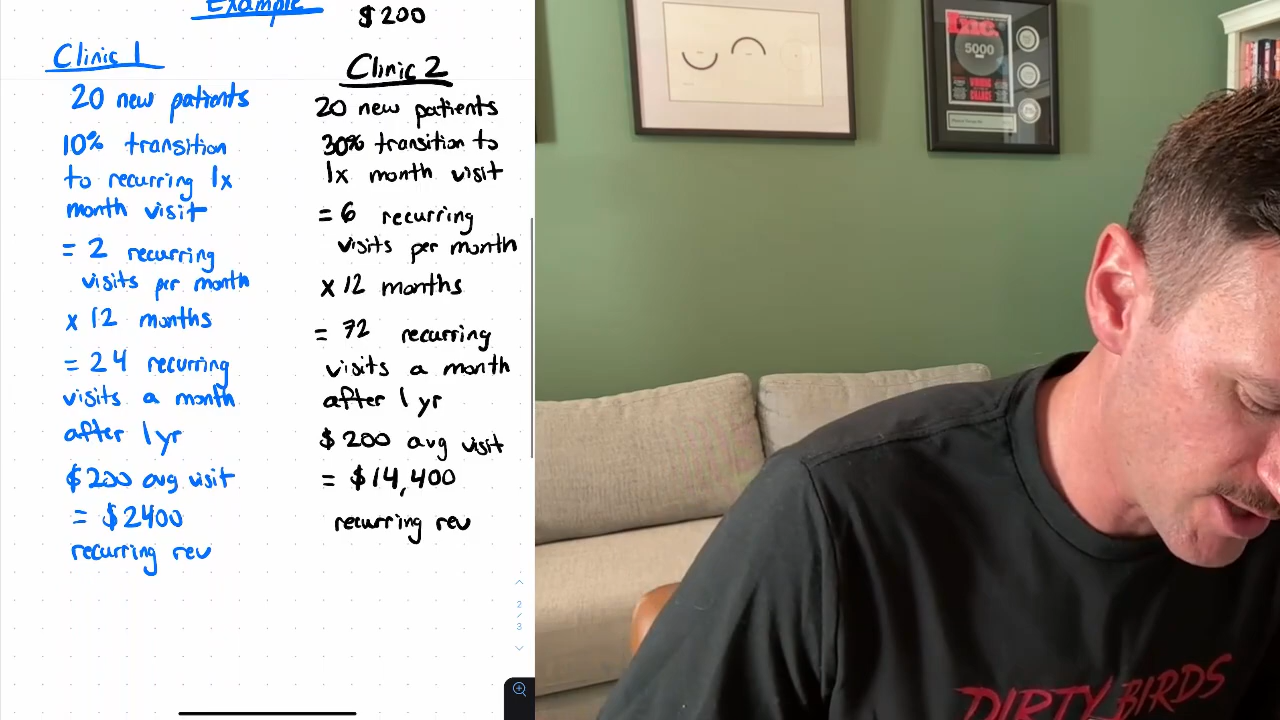 Example
$200
Clinic 1
20 new patients
10% transition
to recurring 1x
month visit
= 2 recurring
visits per month
x 12 months
= 24 recurring
visits a month
after 1 yr
$200 avg visit
= $2400
recurring rev
Clinic 2
20 new patients
30% transition to
1x month visit
= 6 recurring
visits per month
x 12 months
= 72 recurring
visits a month
after 1 yr
$200 avg visit
= $14,400
recurring rev
2
/
3
Inc.
5000
DIRTY BIRDS